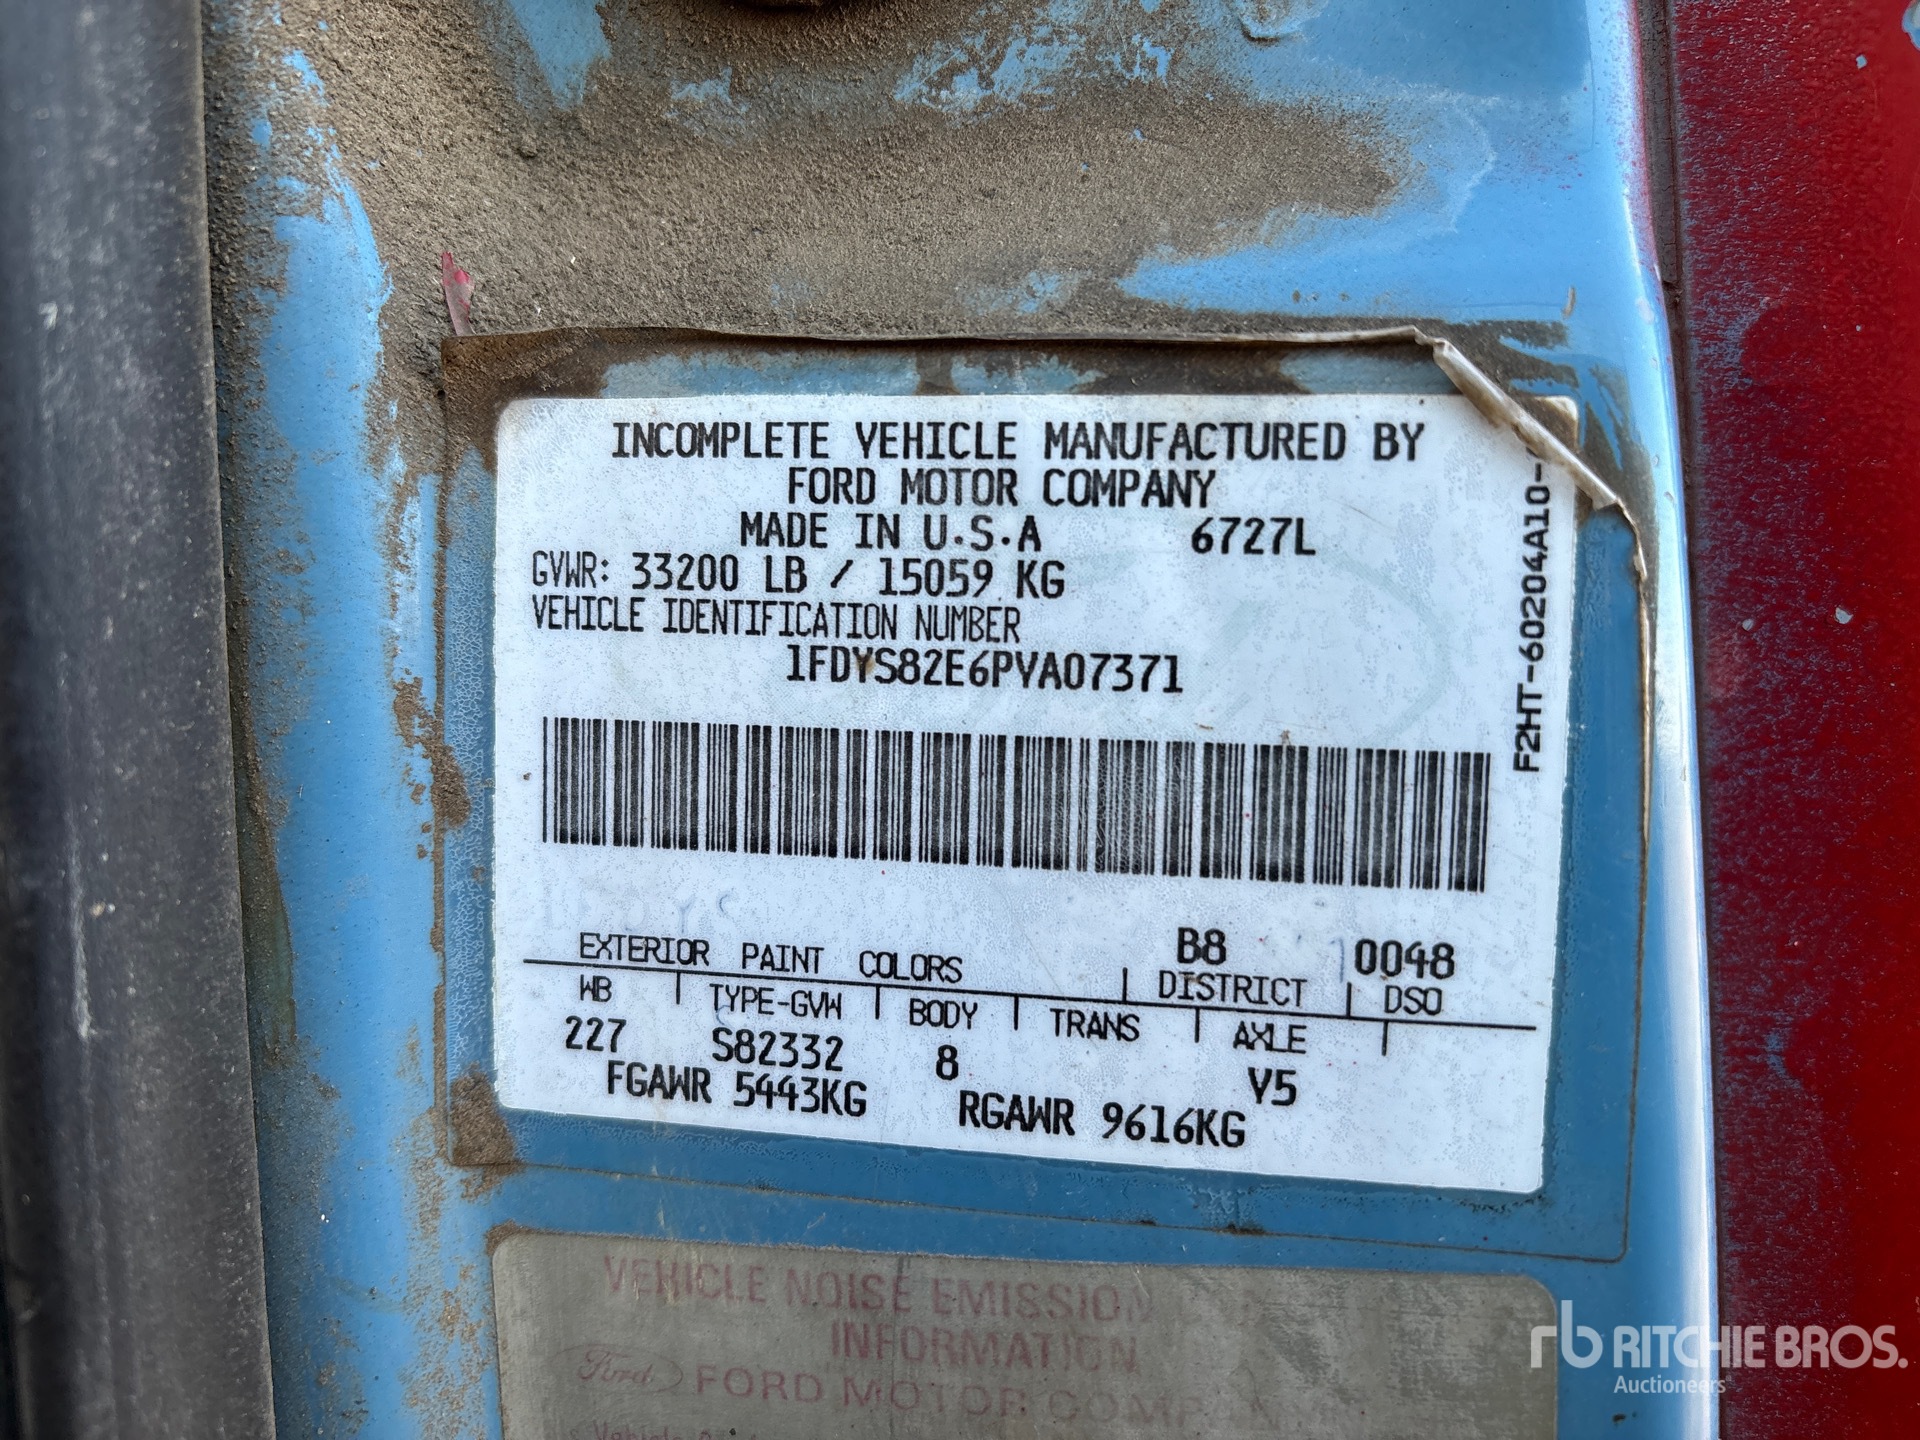 INCOMPLETE VEHICLE MANUFACTURED BY
FORD MOTOR COMPANY
MADE IN U.S.A 6727L
GVWR: 33200 LB / 15059 KG
VEHICLE IDENTIFICATION NUMBER
1FDYS82E6PVA07371
F2HT-60204A10-
B8 0048
EXTERIOR PAINT COLORS DISTRICT DSO
WB TYPE-GVW BODY TRANS AXLE
227 S82332 8 V5
FGAWR 5443KG RGAWR 9616KG
VEHICLE NOISE EMISSION
INFORMATION
Ford FORD MOTOR COMPANY
Vehicle
rb RITCHIE BROS.
Auctioneers